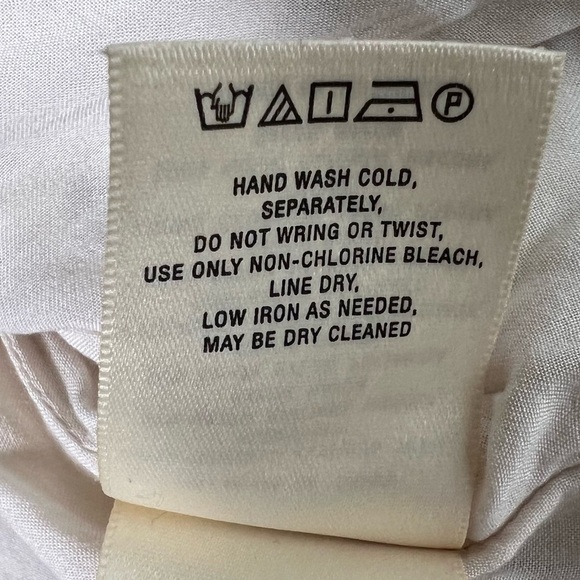 P
HAND WASH COLD,
SEPARATELY,
DO NOT WRING OR TWIST,
USE ONLY NON-CHLORINE BLEACH,
LINE DRY,
LOW IRON AS NEEDED,
MAY BE DRY CLEANED